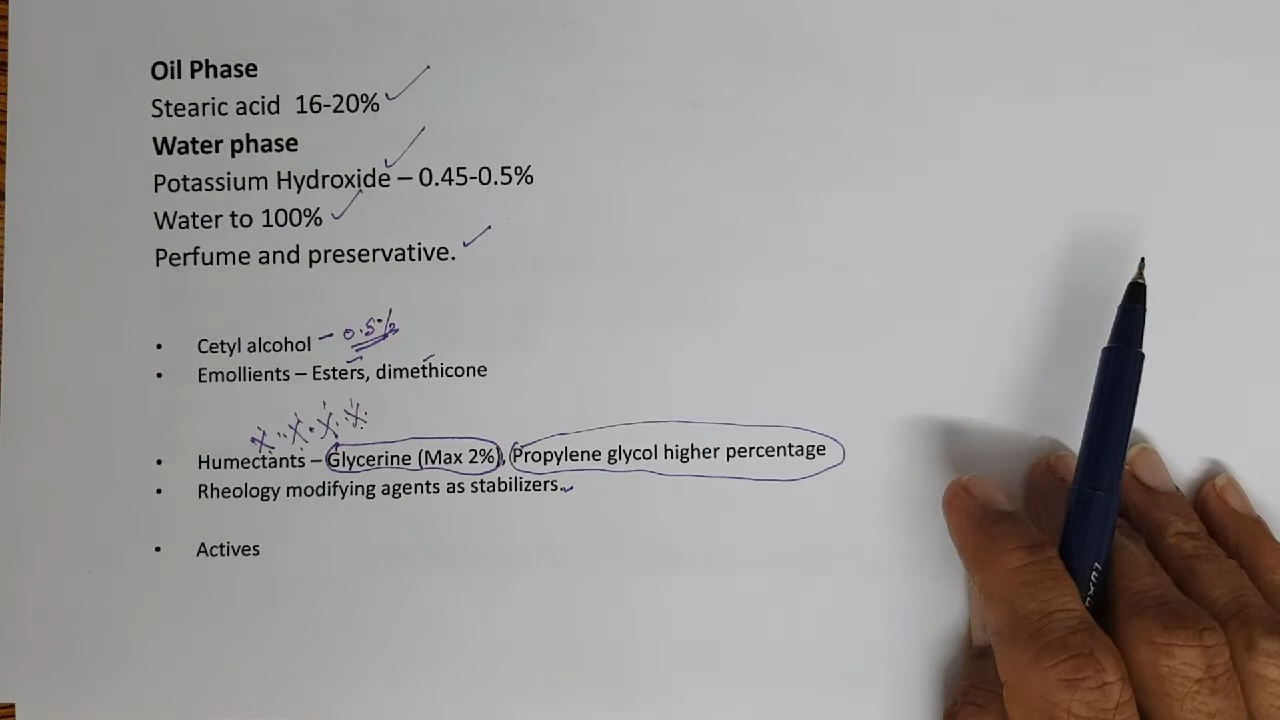 Oil Phase
Stearic acid 16-20%
Water phase
Potassium Hydroxide – 0.45-0.5%
Water to 100%
Perfume and preservative.
• Cetyl alcohol – 0.5%
• Emollients – Esters, dimethicone
X X X X
• Humectants – Glycerine (Max 2%), Propylene glycol higher percentage
• Rheology modifying agents as stabilizers.
• Actives